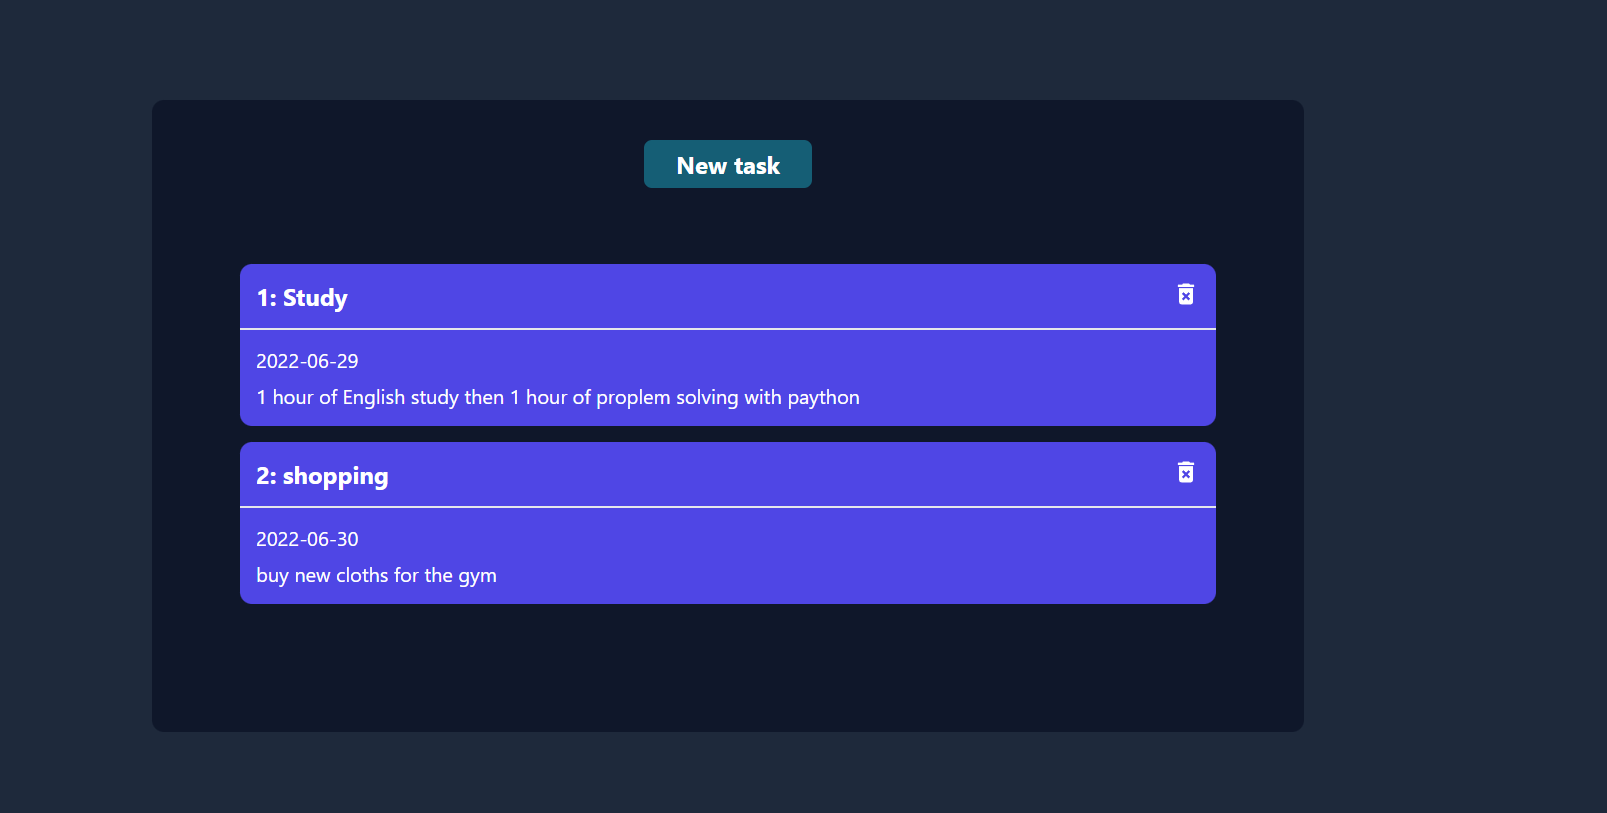 New task
1: Study
2022-06-29
1 hour of English study then 1 hour of proplem solving with paython
2: shopping
2022-06-30
buy new cloths for the gym